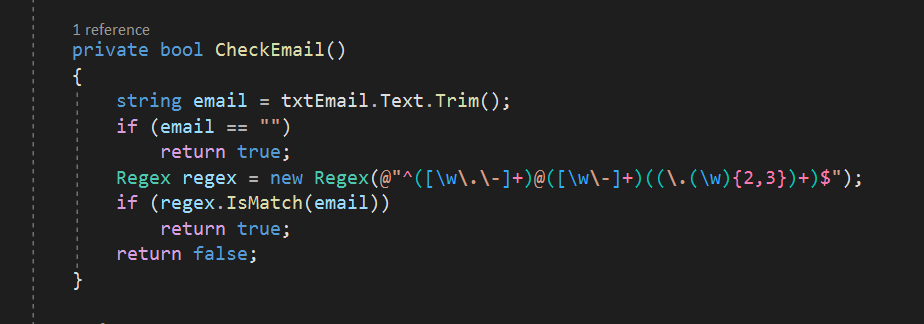 1 reference
private bool CheckEmail()
{
string email = txtEmail.Text.Trim();
if (email == "")
return true;
Regex regex = new Regex(@"^([\w\.\-]+)@([\w\-]+)((\.(\w){2,3})+)$");
if (regex.IsMatch(email))
return true;
return false;
}